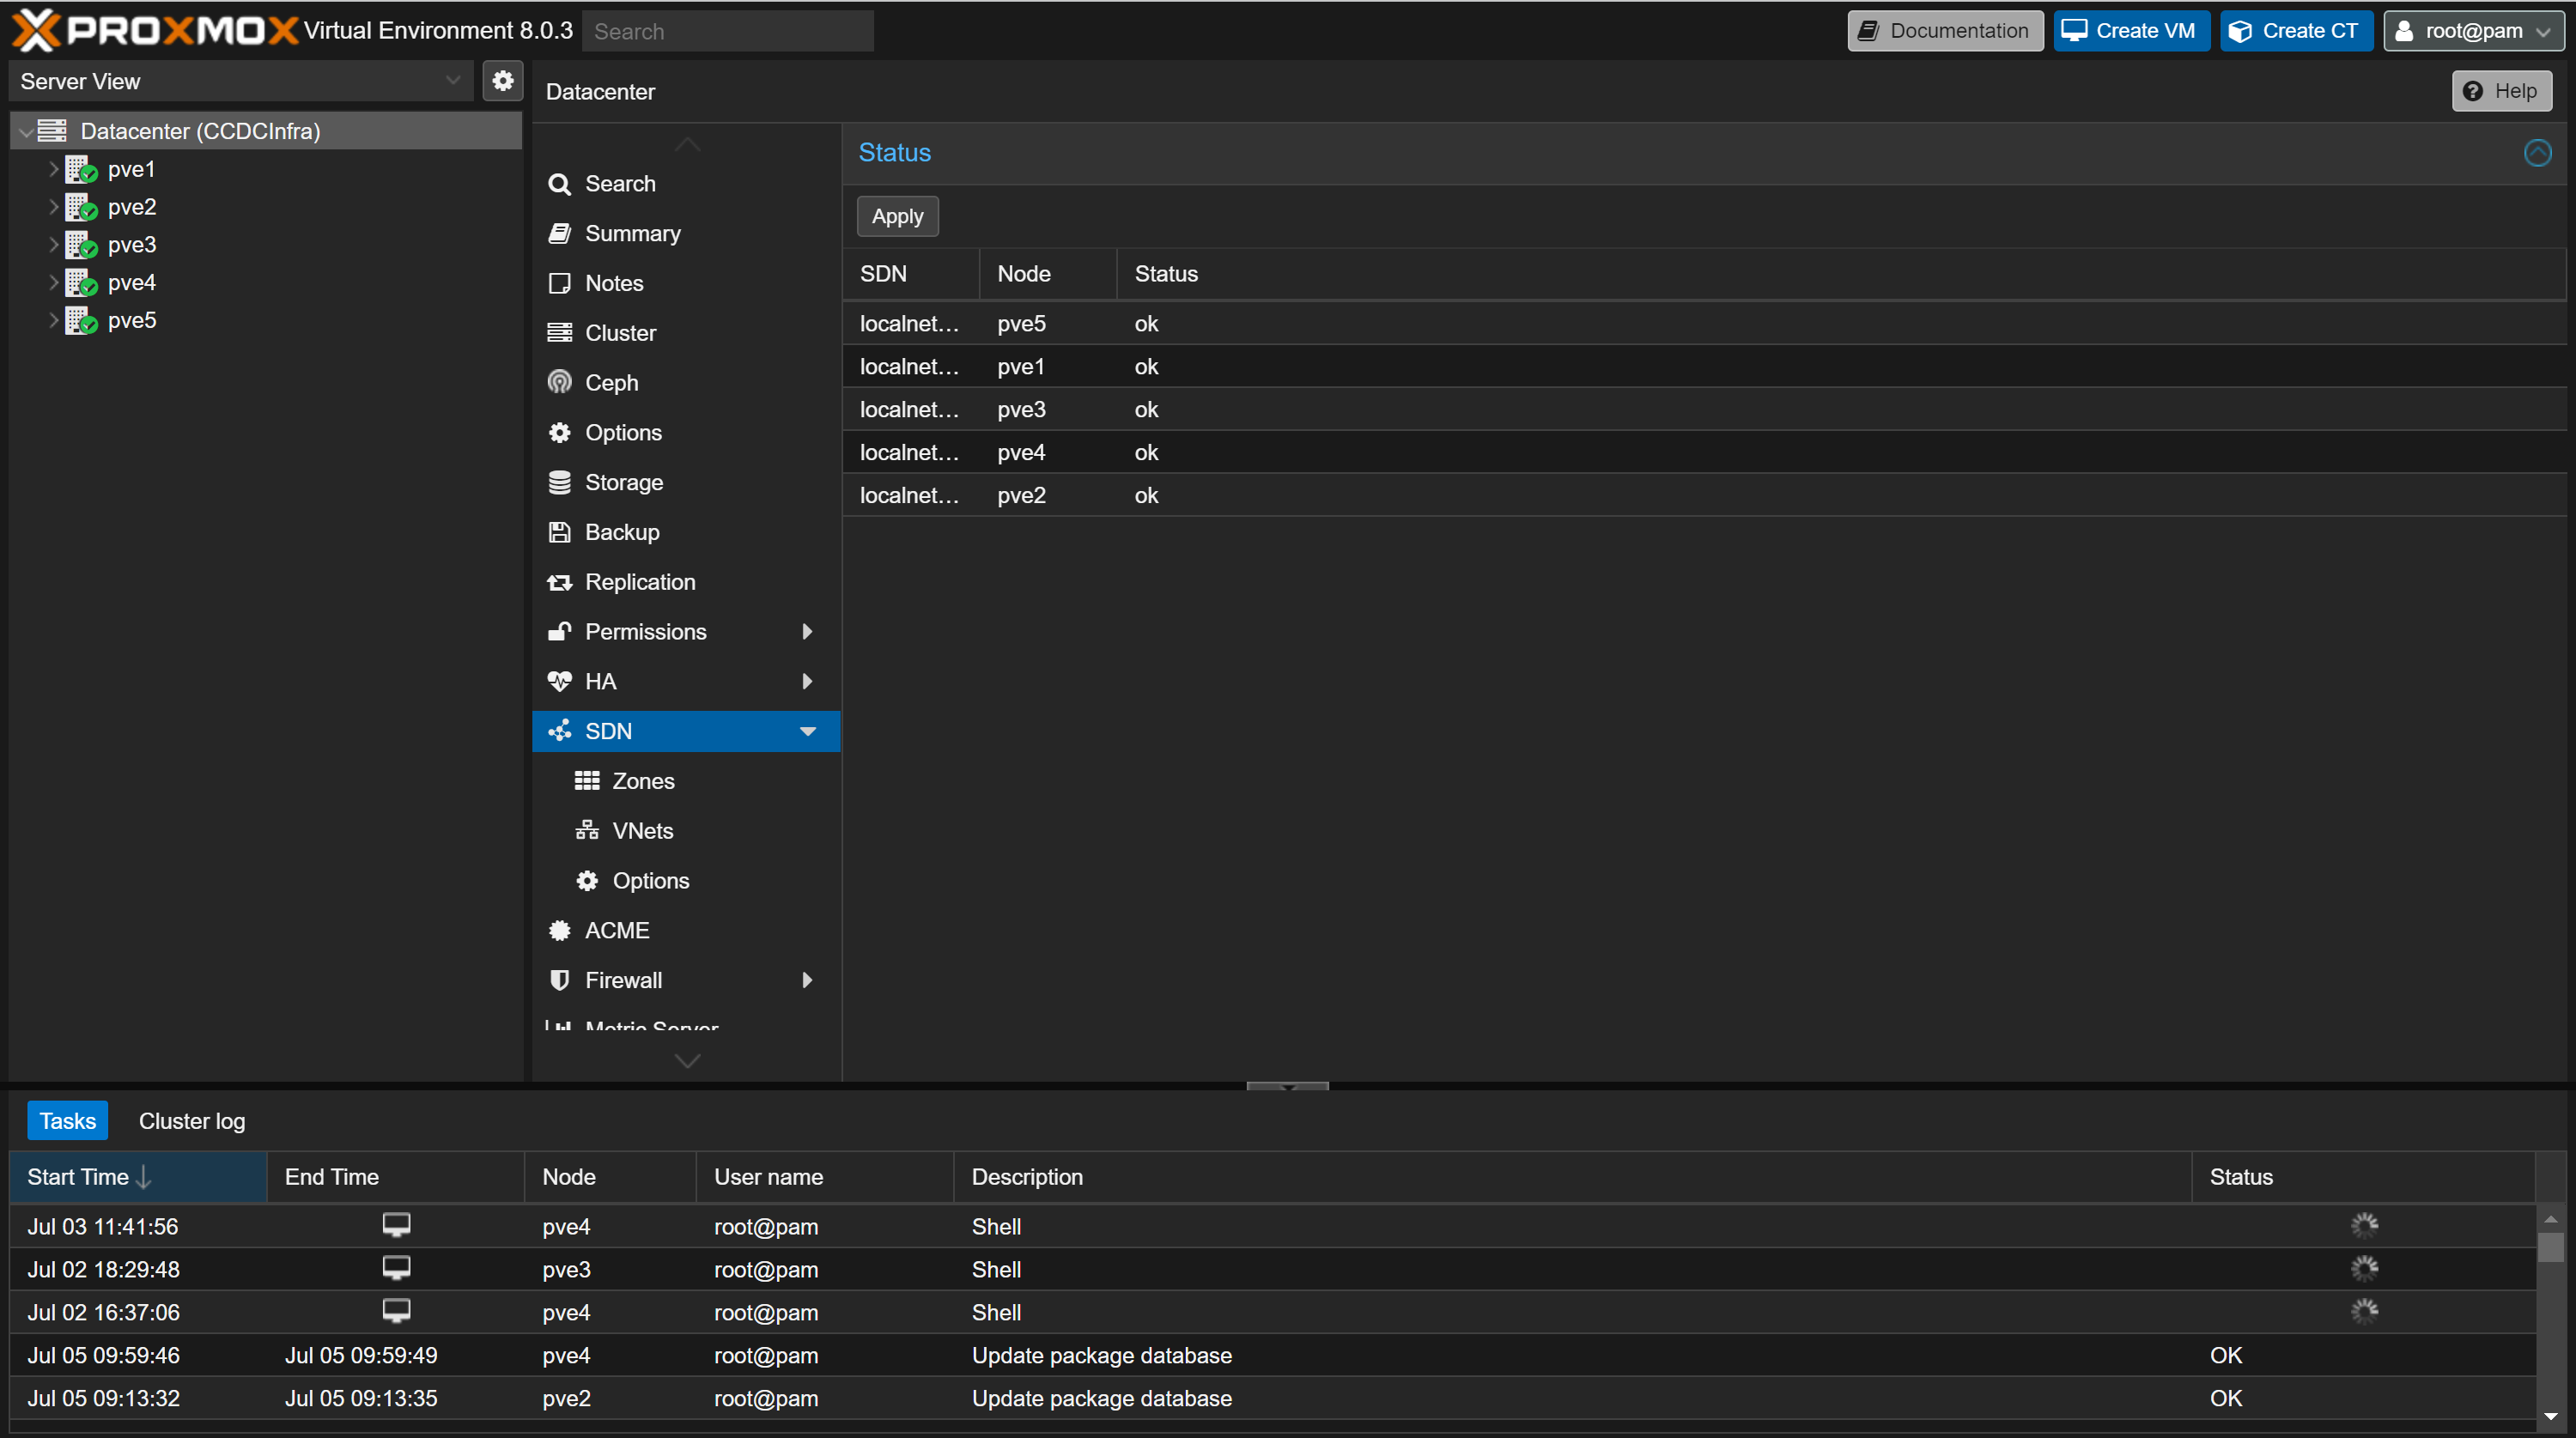 PROXMOX Virtual Environment 8.0.3 Search Documentation Create VM Create CT root@pam
Server View
Datacenter (CCDCInfra)
pve1
pve2
pve3
pve4
pve5
Datacenter Help
Search
Summary
Notes
Cluster
Ceph
Options
Storage
Backup
Replication
Permissions
HA
SDN
Zones
VNets
Options
ACME
Firewall
Metric Server
Status
Apply
SDN Node Status
localnet... pve5 ok
localnet... pve1 ok
localnet... pve3 ok
localnet... pve4 ok
localnet... pve2 ok
Tasks Cluster log
Start Time End Time Node User name Description Status
Jul 03 11:41:56 pve4 root@pam Shell
Jul 02 18:29:48 pve3 root@pam Shell
Jul 02 16:37:06 pve4 root@pam Shell
Jul 05 09:59:46 Jul 05 09:59:49 pve4 root@pam Update package database OK
Jul 05 09:13:32 Jul 05 09:13:35 pve2 root@pam Update package database OK